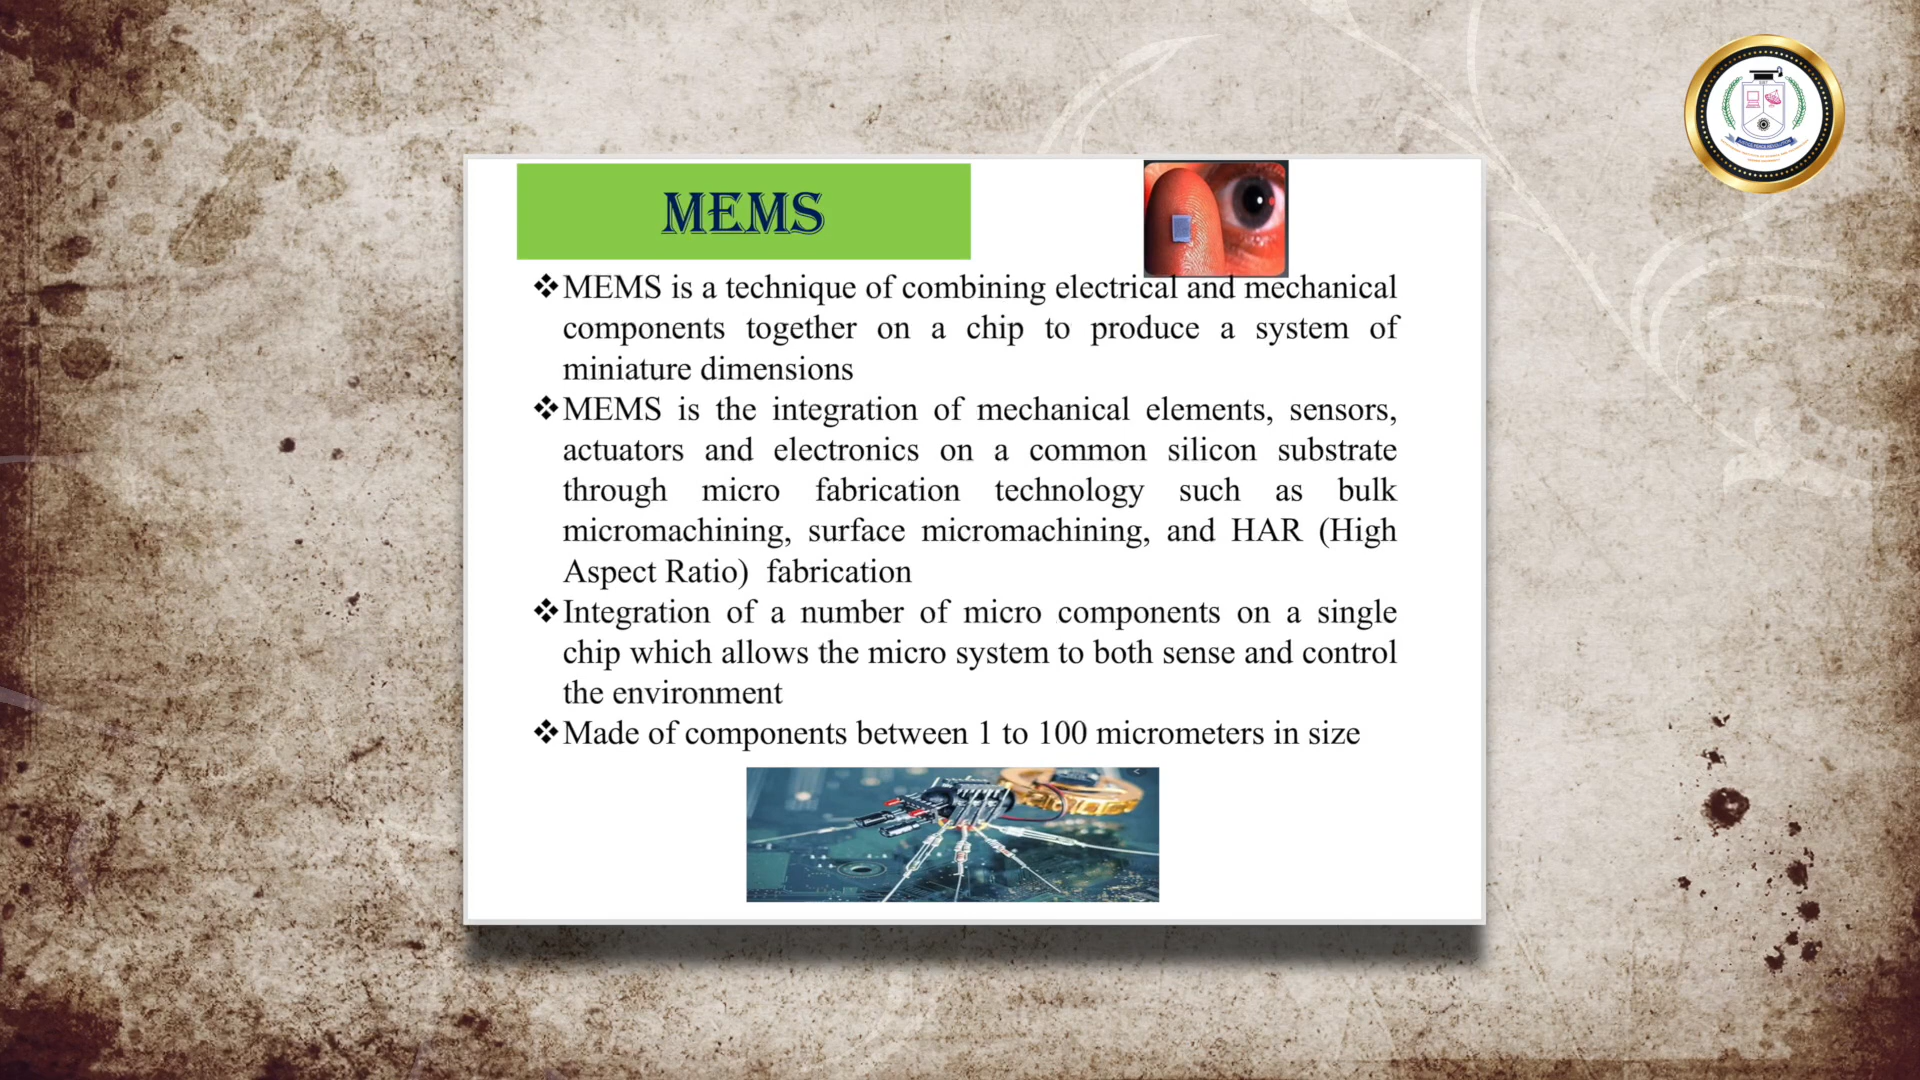 MEMS
❖MEMS is a technique of combining electrical and mechanical
components together on a chip to produce a system of
miniature dimensions
❖MEMS is the integration of mechanical elements, sensors,
actuators and electronics on a common silicon substrate
through micro fabrication technology such as bulk
micromachining, surface micromachining, and HAR (High
Aspect Ratio) fabrication
❖Integration of a number of micro components on a single
chip which allows the micro system to both sense and control
the environment
❖Made of components between 1 to 100 micrometers in size